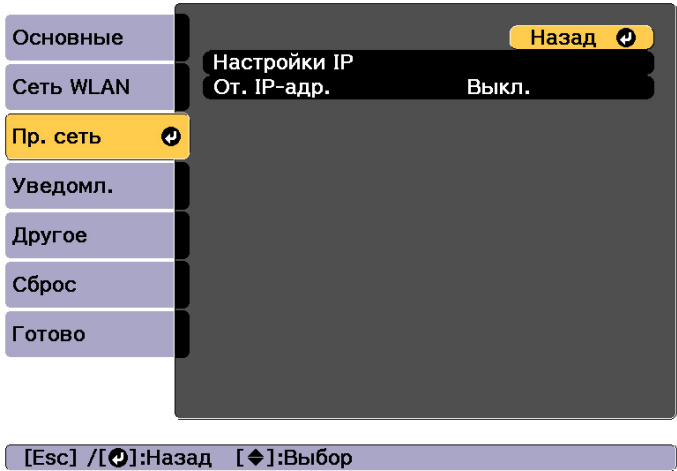 Основные
Сеть WLAN
Пр. сеть
Уведомл.
Другое
Сброс
Готово
Назад
Настройки IP
От. IP-адр. Выкл.
[Esc] /[ ]:Назад [ ]:Выбор